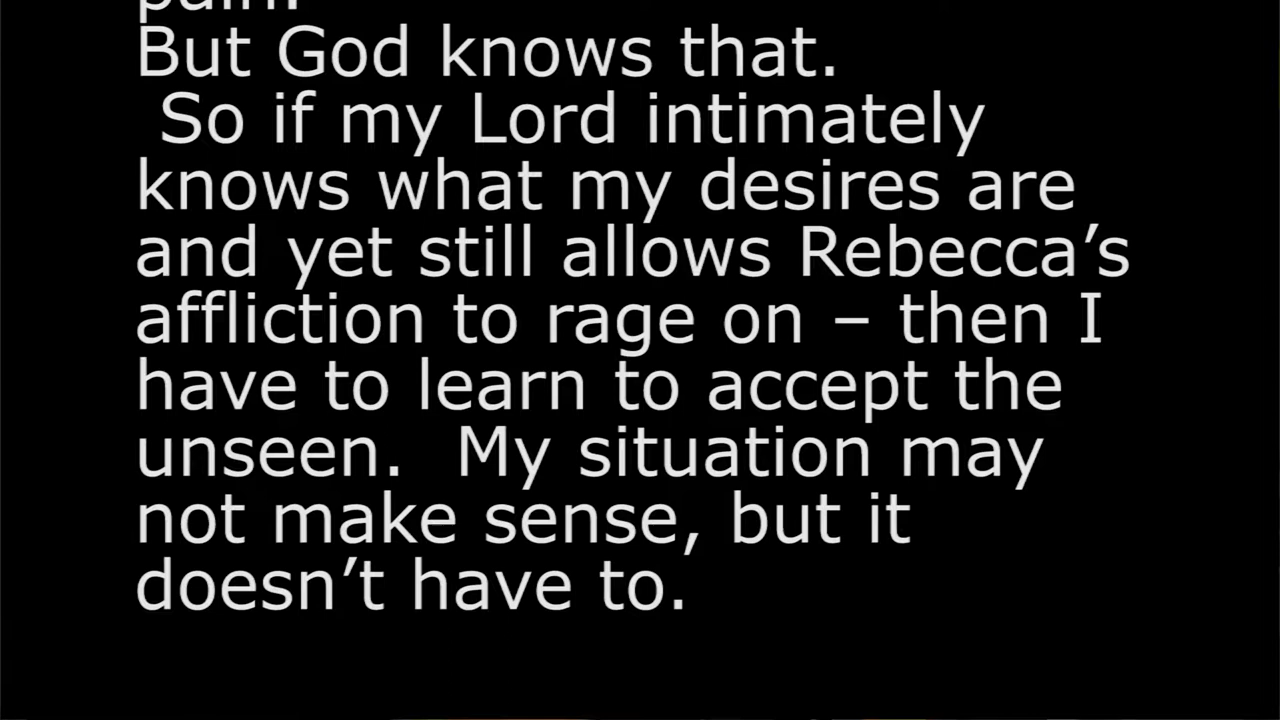 But God knows that.
So if my Lord intimately
knows what my desires are
and yet still allows Rebecca’s
affliction to rage on – then I
have to learn to accept the
unseen.  My situation may
not make sense, but it
doesn’t have to.